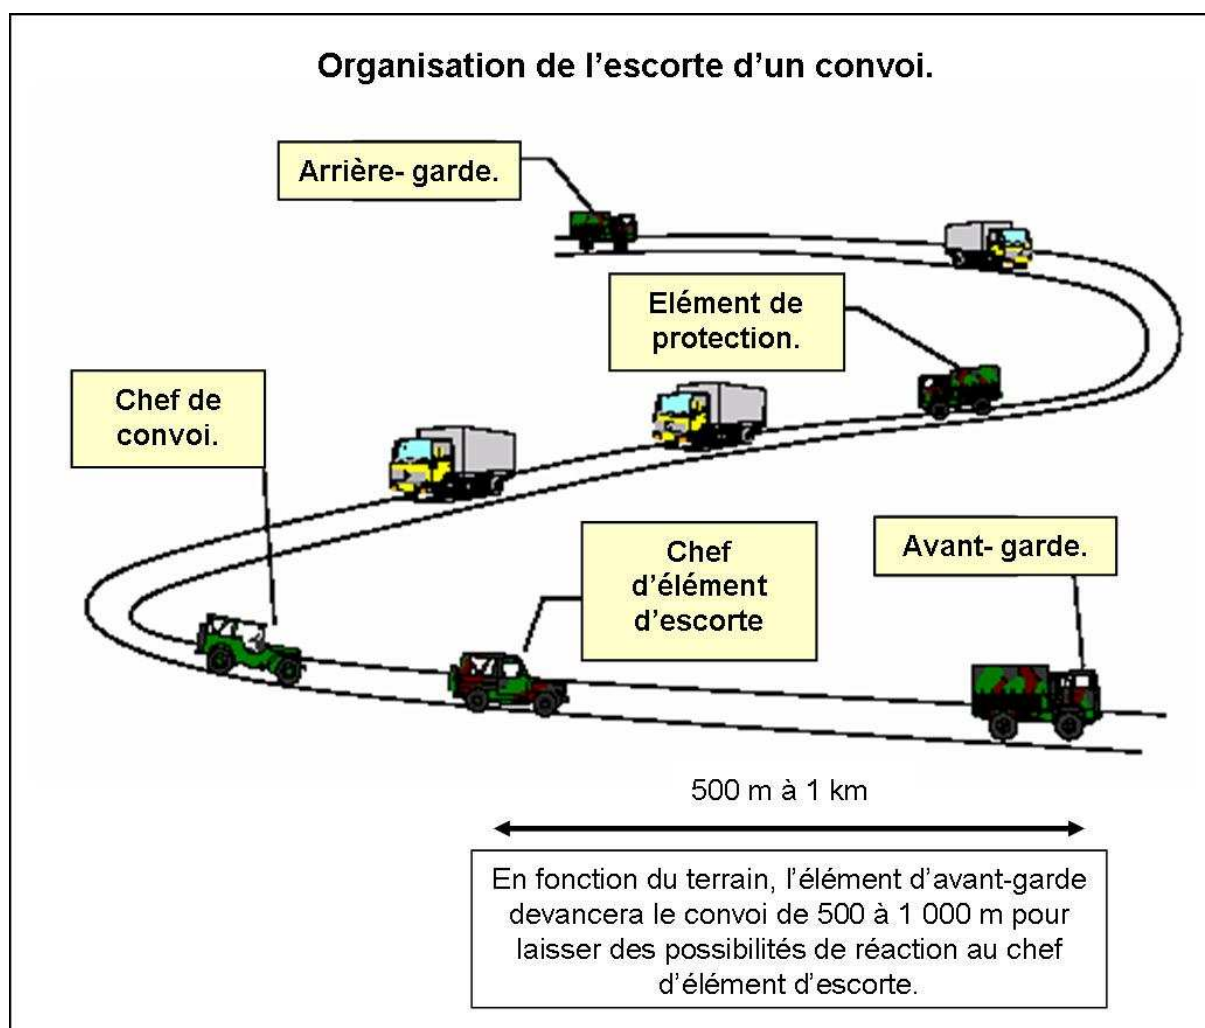 Organisation de l'escorte d'un convoi.
Arrière- garde.
Elément de
protection.
Chef de
convoi.
Chef
d'élément
d'escorte
Avant- garde.
500 m à 1 km
En fonction du terrain, l'élément d'avant-garde
devancera le convoi de 500 à 1 000 m pour
laisser des possibilités de réaction au chef
d'élément d'escorte.